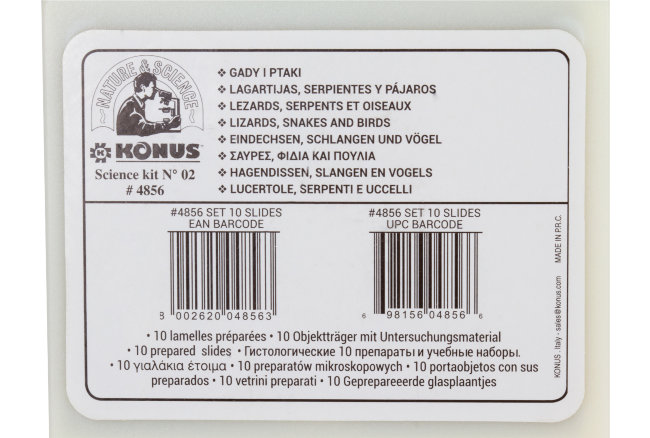 NATURE & SCIENCE
KONUS™
Science kit N° 02
# 4856
❖ GADY I PTAKI
❖ LAGARTIJAS, SERPIENTES Y PÁJAROS
❖ LEZARDS, SERPENTS ET OISEAUX
❖ LIZARDS, SNAKES AND BIRDS
❖ EINDECHSEN, SCHLANGEN UND VÖGEL
❖ ΣΑΥΡΕΣ, ΦΙΔΙΑ ΚΑΙ ΠΟΥΛΙΑ
❖ HAGENDISSEN, SLANGEN EN VOGELS
❖ LUCERTOLE, SERPENTI E UCCELLI
#4856 SET 10 SLIDES
EAN BARCODE
8 002620 048563
#4856 SET 10 SLIDES
UPC BARCODE
6 98156 04856 6
• 10 lamelles préparées • 10 Objektträger mit Untersuchungsmaterial
• 10 prepared slides • Гистологические 10 препараты и учебные наборы.
• 10 γιαλάκια έτοιμα • 10 preparatów mikroskopowych • 10 portaobjetos con sus
preparados • 10 vetrini preparati • 10 Geprepareeerde glasplaantjes
KONUS . Italy - sales@konus.com MADE IN P.R.C.